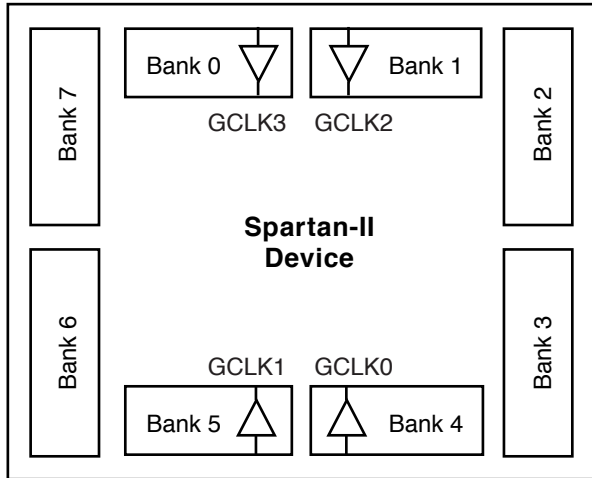 Bank 0
Bank 1
GCLK3
GCLK2
Bank 7
Bank 2
Spartan-II
Device
Bank 6
Bank 3
GCLK1
GCLK0
Bank 5
Bank 4